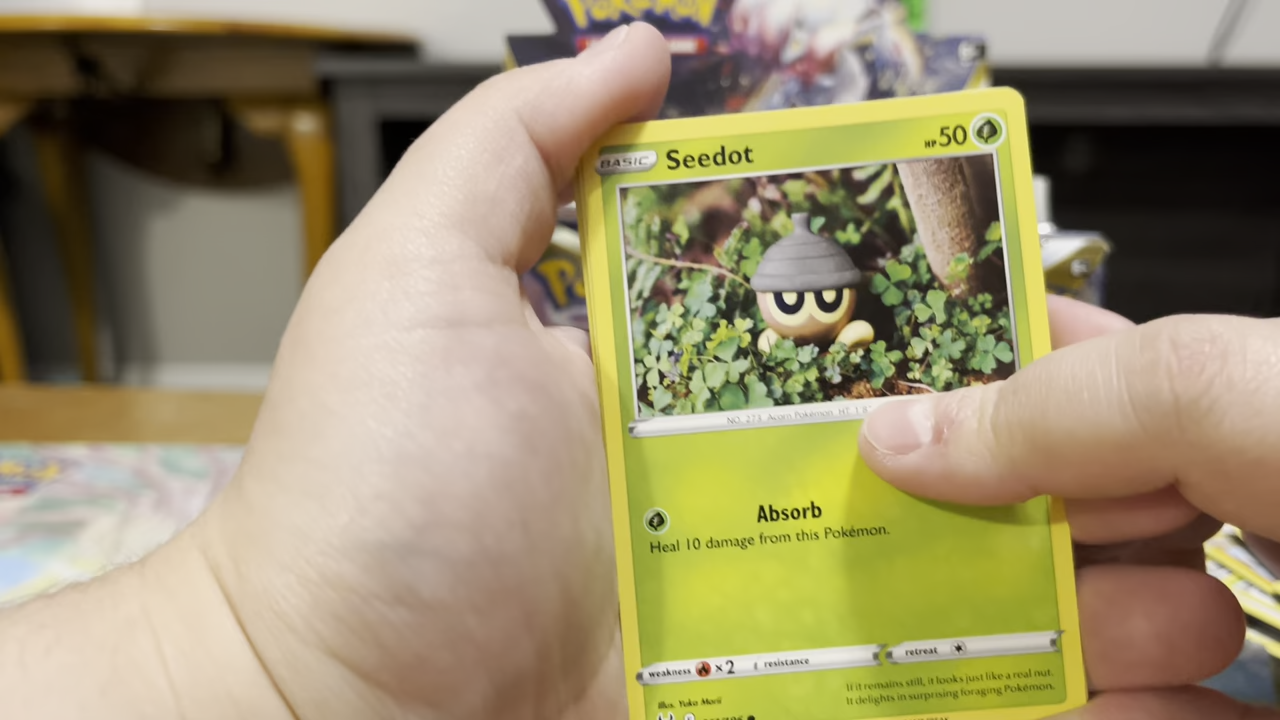 Pokémon
BASIC Seedot HP 50
NO. 273 Acorn Pokémon HT: 1'8"
Absorb
Heal 10 damage from this Pokémon.
weakness ×2 resistance retreat
If it remains still, it looks just like a real nut.
It delights in surprising foraging Pokémon.
Illus. Yuka Morii